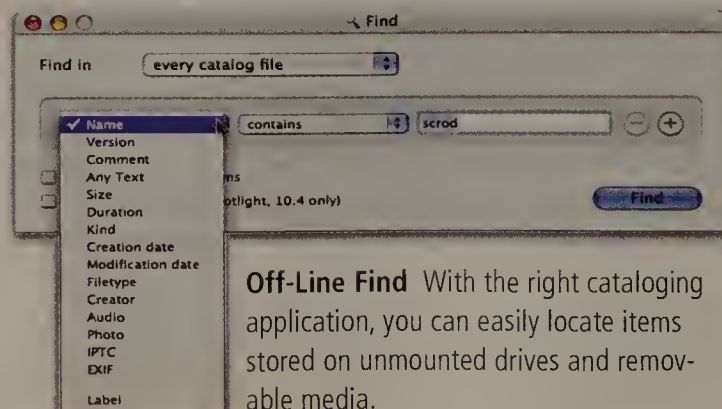 Find
Find in every catalog file
Name contains scrod
Version
Comment
Any Text ns
Size
otlight, 10.4 only) Find
Duration
Kind
Creation date
Modification date
Filetype
Creator
Audio
Photo
IPTC
EXIF
Label
Off-Line Find With the right cataloging
application, you can easily locate items
stored on unmounted drives and remov-
able media.